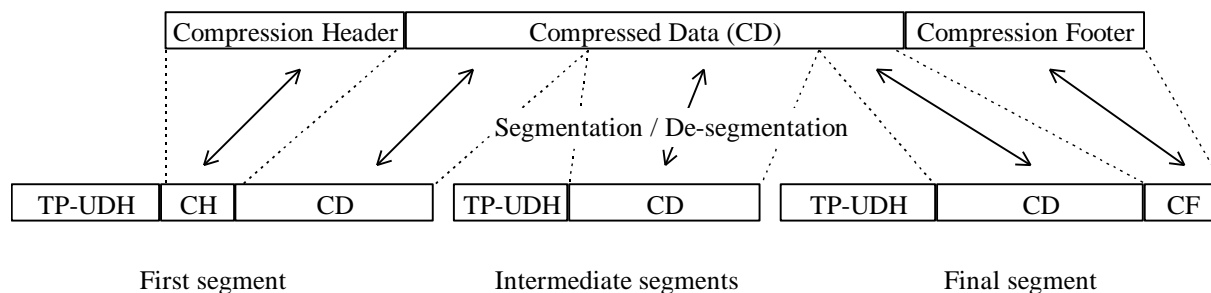 Compression Header Compressed Data (CD) Compression Footer
Segmentation / De-segmentation
TP-UDH CH CD TP-UDH CD TP-UDH CD CF
First segment Intermediate segments Final segment